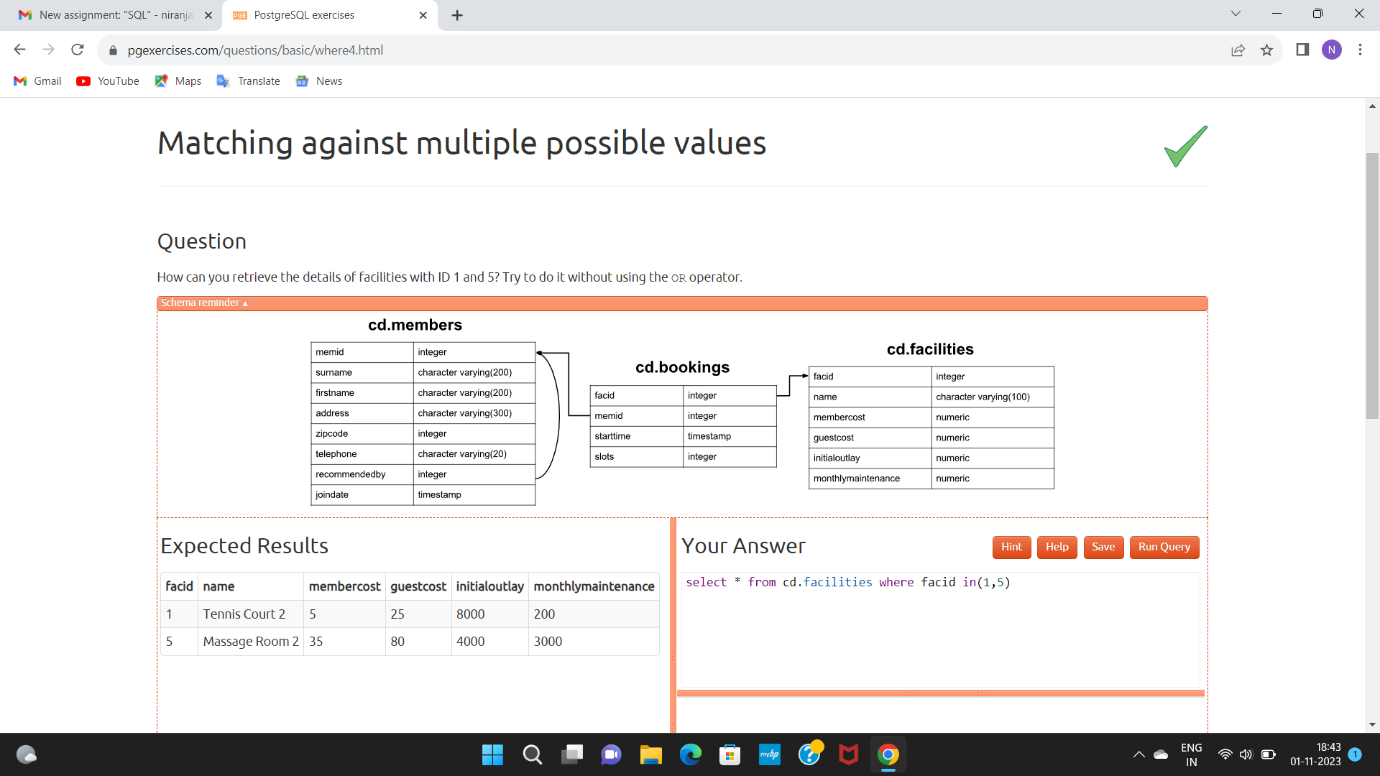 New assignment: "SQL" - niranja
PostgreSQL exercises
pgexercises.com/questions/basic/where4.html
N
Gmail YouTube Maps Translate News
Matching against multiple possible values
Question
How can you retrieve the details of facilities with ID 1 and 5? Try to do it without using the OR operator.
Schema reminder ▴
cd.members
memid integer
surname character varying(200)
firstname character varying(200)
address character varying(300)
zipcode integer
telephone character varying(20)
recommendedby integer
joindate timestamp
cd.bookings
facid integer
memid integer
starttime timestamp
slots integer
cd.facilities
facid integer
name character varying(100)
membercost numeric
guestcost numeric
initialoutlay numeric
monthlymaintenance numeric
Expected Results
facid name membercost guestcost initialoutlay monthlymaintenance
1 Tennis Court 2 5 25 8000 200
5 Massage Room 2 35 80 4000 3000
Your Answer
Hint Help Save Run Query
select * from cd.facilities where facid in(1,5)
myhp
ENG
IN
18:43
01-11-2023
1